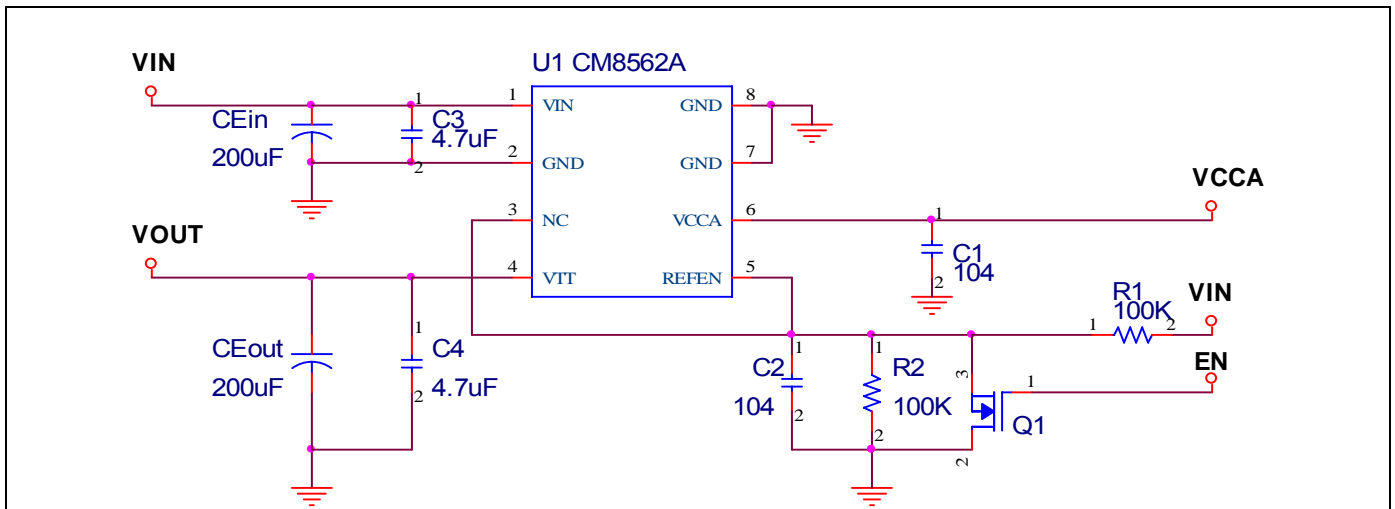 U1 CM8562A
VIN
1 VIN GND 8
CEin
200uF
1
C3
4.7uF
2
2 GND GND 7
VCCA
3 NC VCCA 6
1
C1
104
2
VOUT
4 VTT REFEN 5
R1
100K
1 2
VIN
CEout
200uF
1
C4
4.7uF
2
C2
104
1
2
1
R2
100K
2
3
1
Q1
2
EN